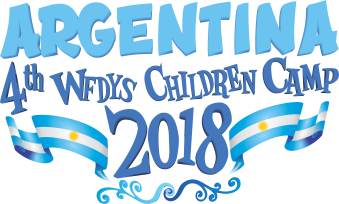 ARGENTINA
4th WFDYS CHILDREN CAMP
2018